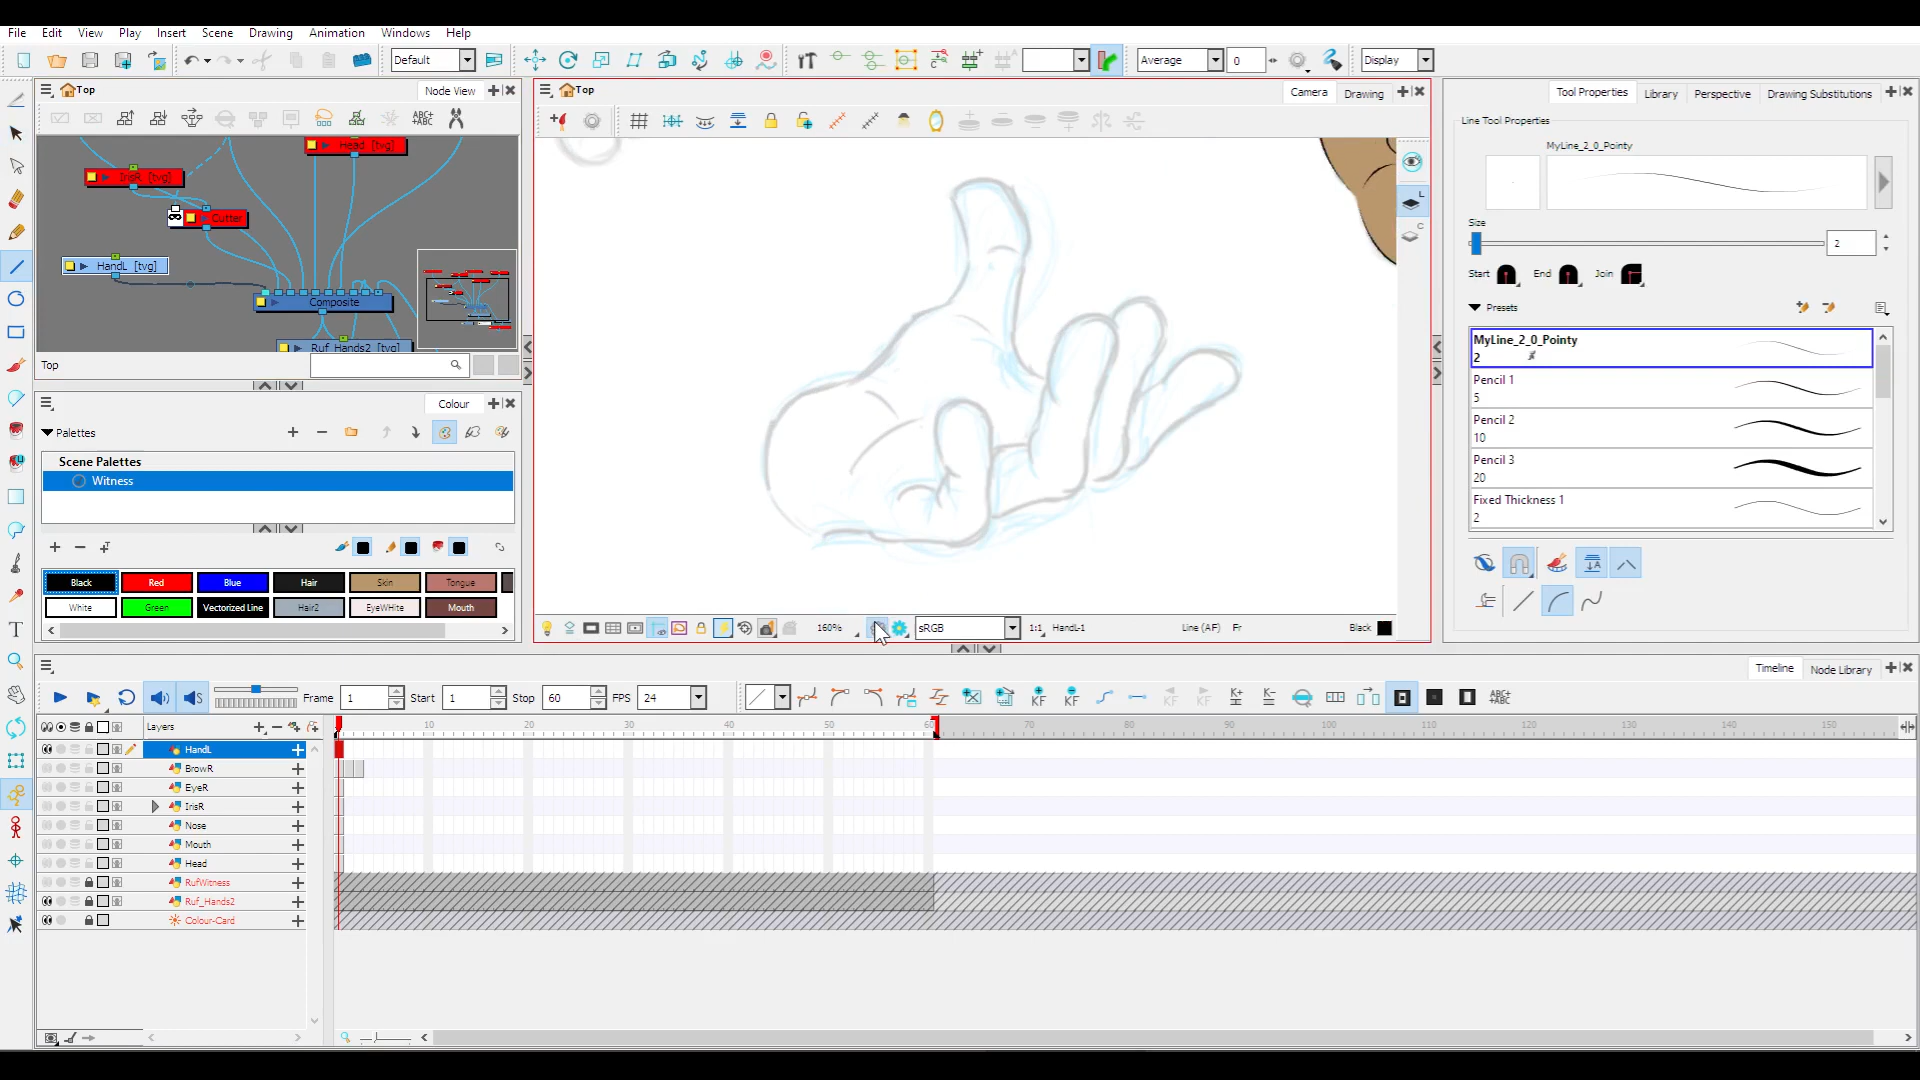 File Edit View Play Insert Scene Drawing Animation Windows Help
Default Average 0 Display
Top Node View
Top Camera Drawing
Tool Properties Library Perspective Drawing Substitutions
Line Tool Properties
MyLine_2_0_Pointy
Head [tvg]
IrisR [tvg]
Cutter
HandL [tvg]
Composite
Ruf_Hands2 [tvg]
Top
Size
2
Start End Join
Presets
MyLine_2_0_Pointy
2
Pencil 1
5
Pencil 2
10
Pencil 3
20
Fixed Thickness 1
2
Colour
Palettes
Scene Palettes
Witness
Black Red Blue Hair Skin Tongue
White Green Vectorized Line Hair2 EyeWHite Mouth
160% sRGB 1:1 HandL-1 Line (AF) Fr Black
Timeline Node Library
Frame 1 Start 1 Stop 60 FPS 24
Layers
10 20 30 40 50 60 70 80 90 100 110 120 130 140 150
HandL
BrowR
EyeR
IrisR
Nose
Mouth
Head
RufWitness
Ruf_Hands2
Colour-Card